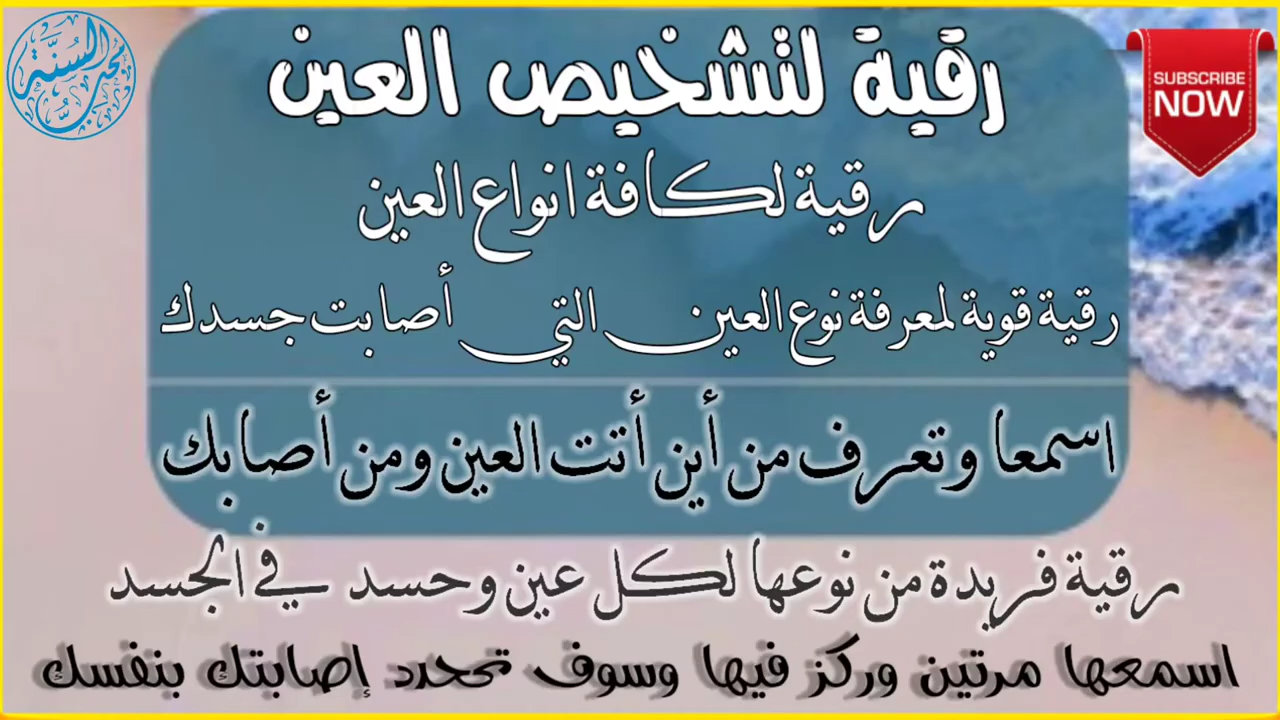 رقية لتشخيص العين
رقية لكافة انواع العين
رقية قوية لمعرفة نوع العين التي أصابت جسدك
اسمعا وتعرف من أين أتت العين ومن أصابك
رقية فريدة من نوعها لكل عين وحسد في الجسد
اسمعها مرتين وركز فيها وسوف تحدد إصابتك بنفسك
SUBSCRIBE
NOW
السنة